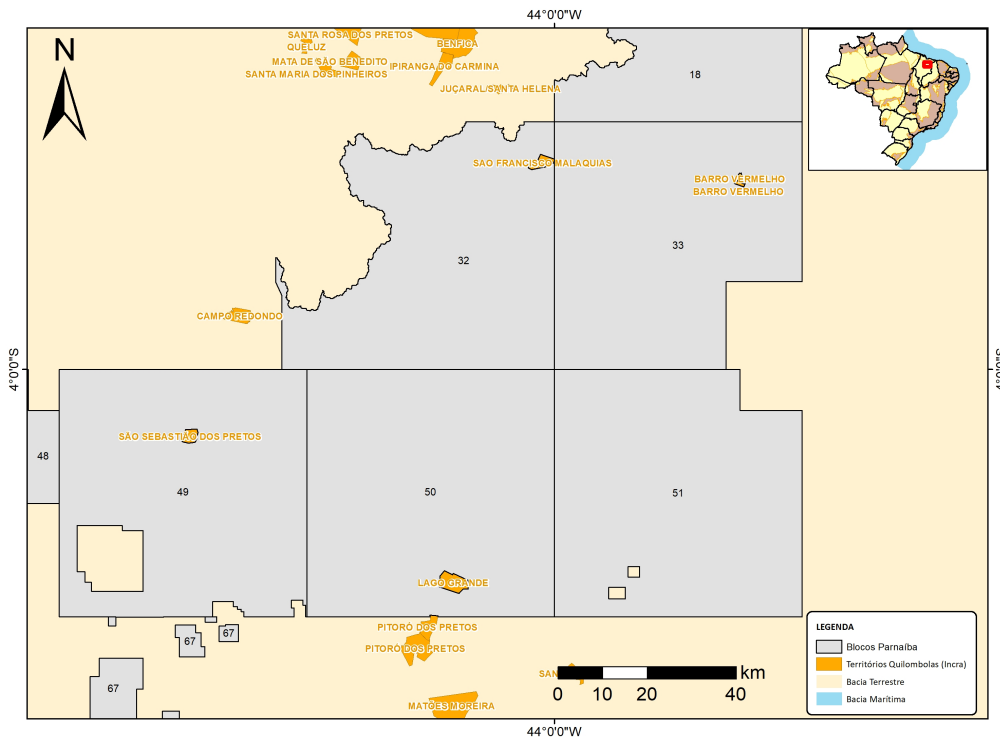 44°0'0"W
N
SANTA ROSA DOS PRETOS
QUELUZ
BENFICA
MATA DE SÃO BENEDITO
IPIRANGA DO CARMINA
SANTA MARIA DOS PINHEIROS
JUÇARAL/SANTA HELENA
18
SAO FRANCISCO MALAQUIAS
BARRO VERMELHO
BARRO VERMELHO
33
32
CAMPO REDONDO
4°0'0"S
4°0'0"S
SÃO SEBASTIÃO DOS PRETOS
48
49
50
51
LAGO GRANDE
PITORÓ DOS PRETOS
67
67
PITORÓ DOS PRETOS
67
SAN
km
0 10 20 40
MATÕES MOREIRA
LEGENDA
Blocos Parnaíba
Territórios Quilombolas (Incra)
Bacia Terrestre
Bacia Marítima
44°0'0"W